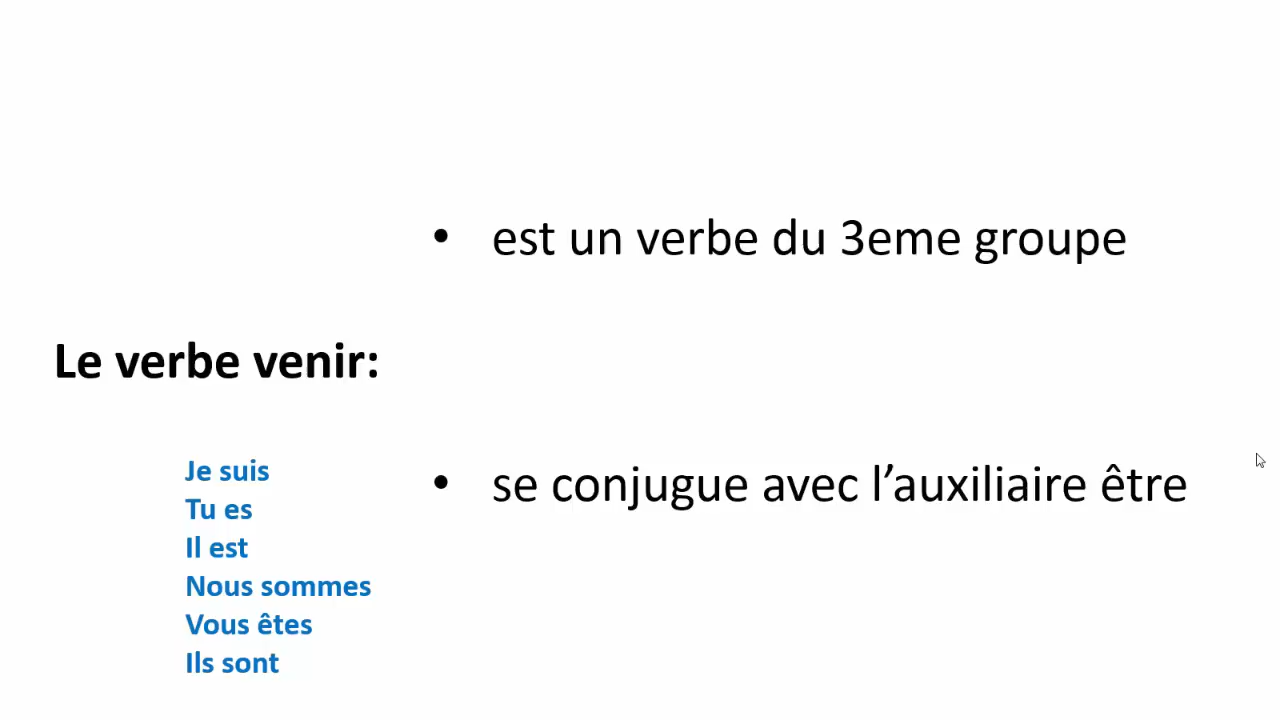 • est un verbe du 3eme groupe
Le verbe venir:
• se conjugue avec l’auxiliaire être
Je suis
Tu es
Il est
Nous sommes
Vous êtes
Ils sont